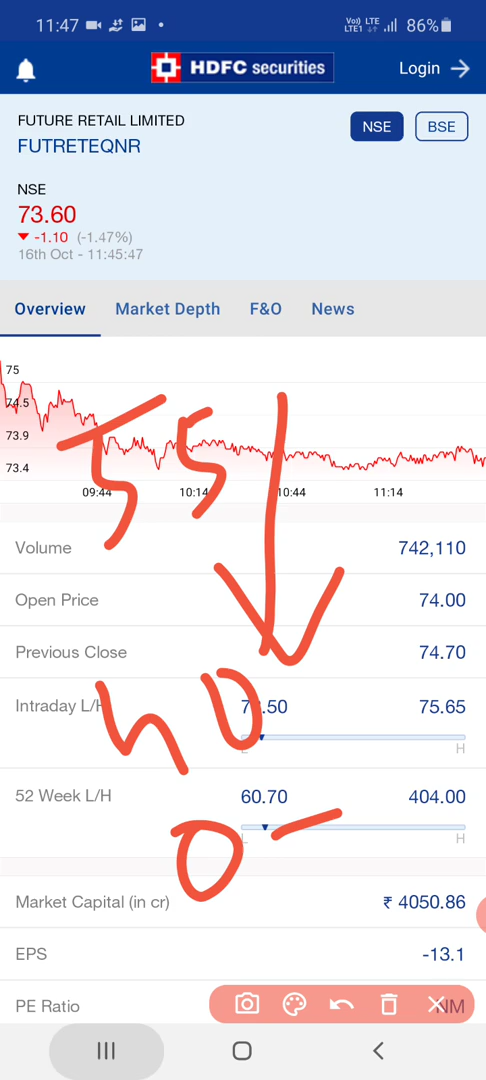 11:47
Vo)) LTE
LTE1
86%
HDFC securities
Login
FUTURE RETAIL LIMITED
FUTRETEQNR
NSE
BSE
NSE
73.60
-1.10 (-1.47%)
16th Oct - 11:45:47
Overview Market Depth F&O News
75
74.5
73.9
73.4
09:44 10:14 10:44 11:14
55
Volume 742,110
Open Price 74.00
Previous Close 74.70
Intraday L/H 75.65
L H
40
52 Week L/H 60.70 404.00
L H
0 -
Market Capital (in cr) ₹ 4050.86
EPS -13.1
PE Ratio NM